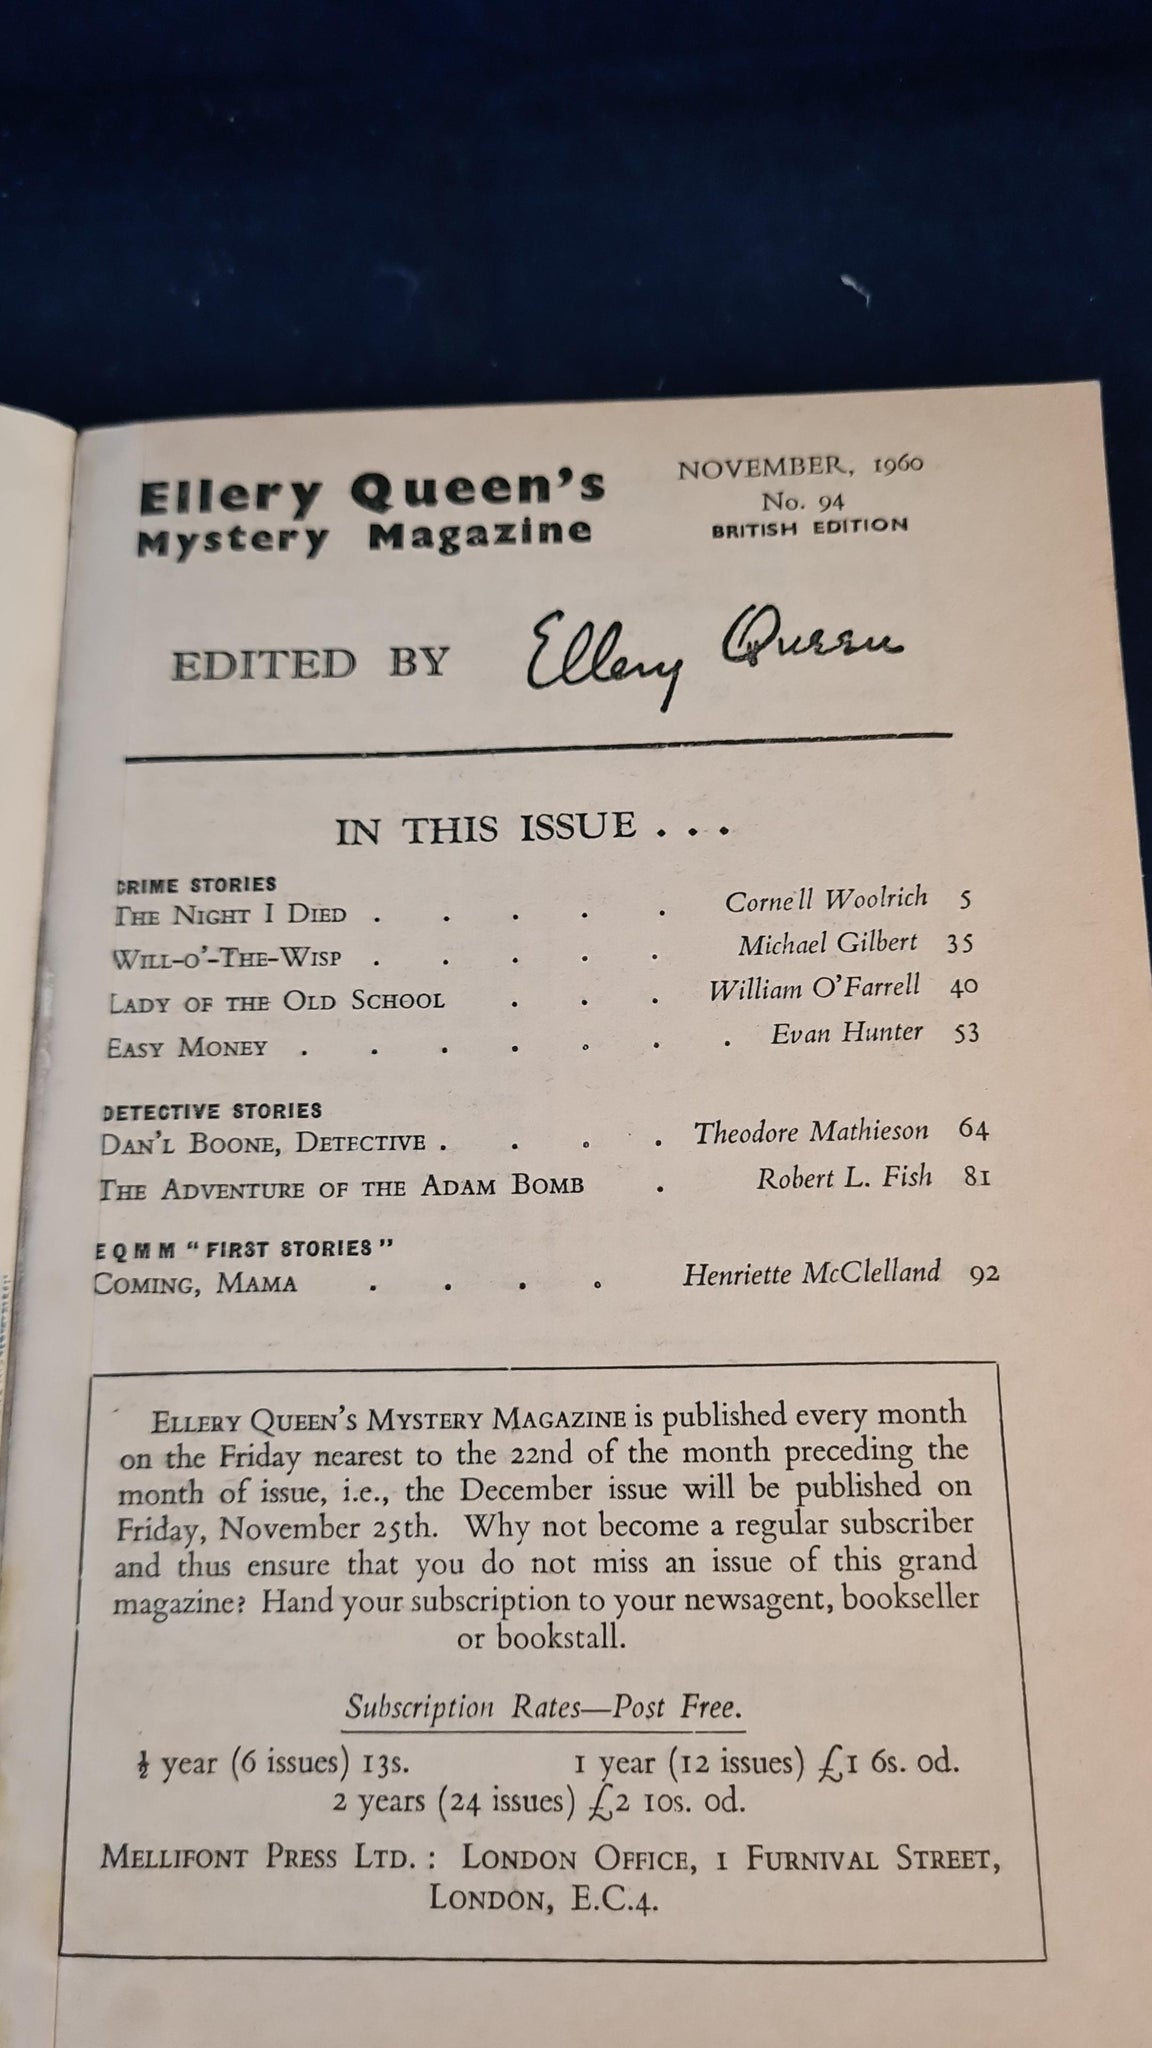 Ellery Queen's
Mystery Magazine
NOVEMBER, 1960
No. 94
BRITISH EDITION
EDITED BY Ellery Queen
IN THIS ISSUE . . .
CRIME STORIES
THE NIGHT I DIED . . . . . Cornell Woolrich 5
WILL-O'-THE-WISP . . . . . Michael Gilbert 35
LADY OF THE OLD SCHOOL . . . William O'Farrell 40
EASY MONEY . . . . . . . Evan Hunter 53
DETECTIVE STORIES
DAN'L BOONE, DETECTIVE . . . . Theodore Mathieson 64
THE ADVENTURE OF THE ADAM BOMB . Robert L. Fish 81
EQMM "FIRST STORIES"
COMING, MAMA . . . . Henriette McClelland 92
ELLERY QUEEN'S MYSTERY MAGAZINE is published every month
on the Friday nearest to the 22nd of the month preceding the
month of issue, i.e., the December issue will be published on
Friday, November 25th. Why not become a regular subscriber
and thus ensure that you do not miss an issue of this grand
magazine? Hand your subscription to your newsagent, bookseller
or bookstall.
Subscription Rates—Post Free.
½ year (6 issues) 13s. 1 year (12 issues) £1 6s. 0d.
2 years (24 issues) £2 10s. 0d.
MELLIFONT PRESS LTD. : LONDON OFFICE, 1 FURNIVAL STREET,
LONDON, E.C.4.